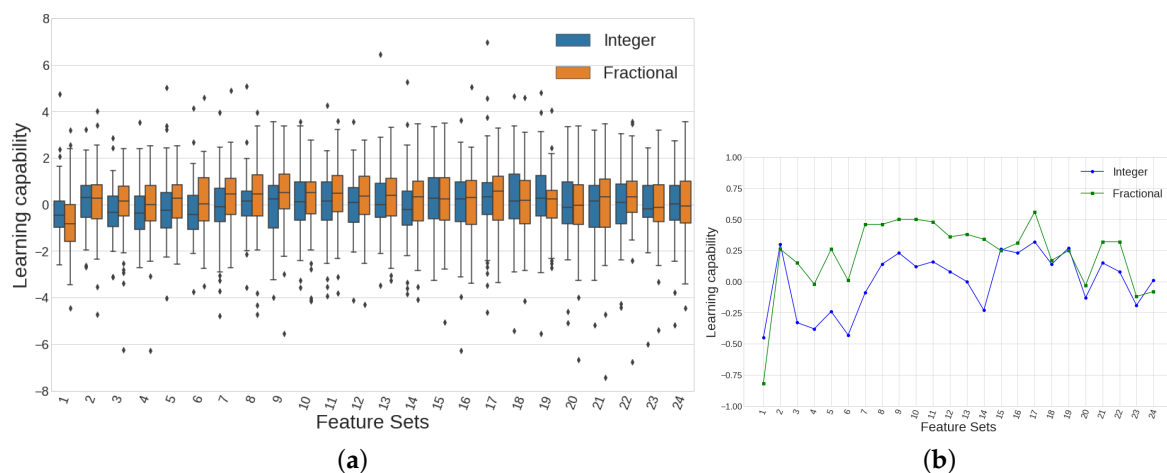 8
6
4
2
0
−2
−4
−6
−8
Learning capability
Integer
Fractional
1 2 3 4 5 6 7 8 9 10 11 12 13 14 15 16 17 18 19 20 21 22 23 24
Feature Sets
(a)
1.00
0.75
0.50
0.25
0.00
−0.25
−0.50
−0.75
−1.00
Learning capability
Integer
Fractional
1 2 3 4 5 6 7 8 9 10 11 12 13 14 15 16 17 18 19 20 21 22 23 24
Feature Sets
(b)